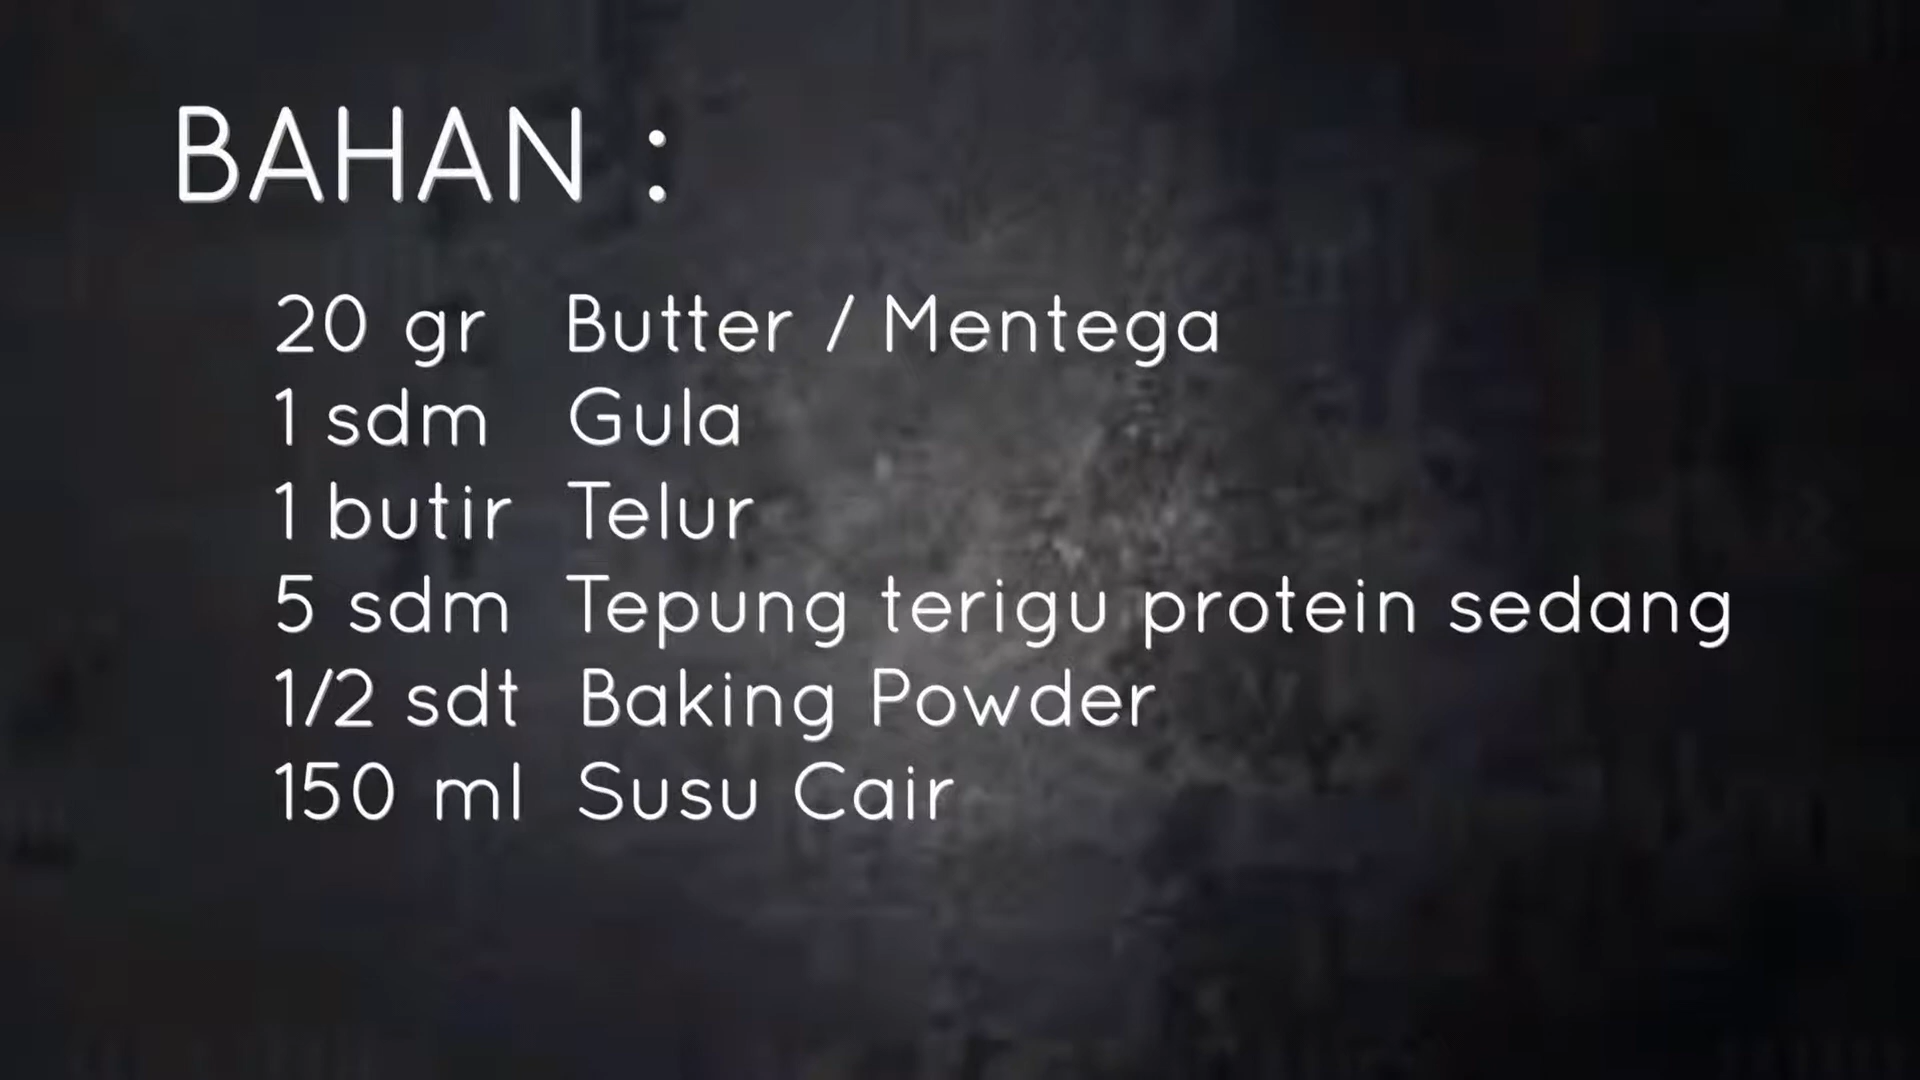 BAHAN :
20 gr Butter / Mentega
1 sdm Gula
1 butir Telur
5 sdm Tepung terigu protein sedang
1/2 sdt Baking Powder
150 ml Susu Cair